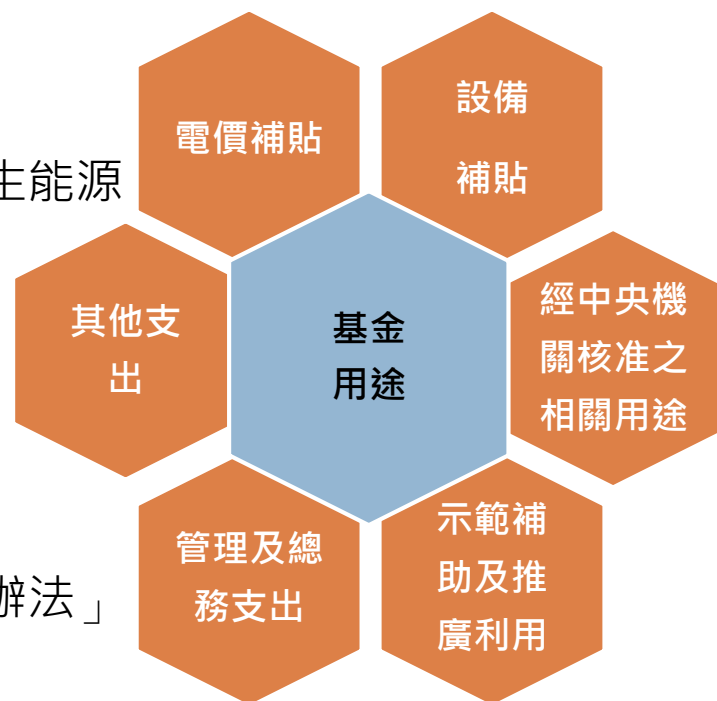 電價補貼
設備
補貼
生能源
其他支
出
基金
用途
經中央機
關核准之
相關用途
管理及總
務支出
示範補
助及推
廣利用
辦法」